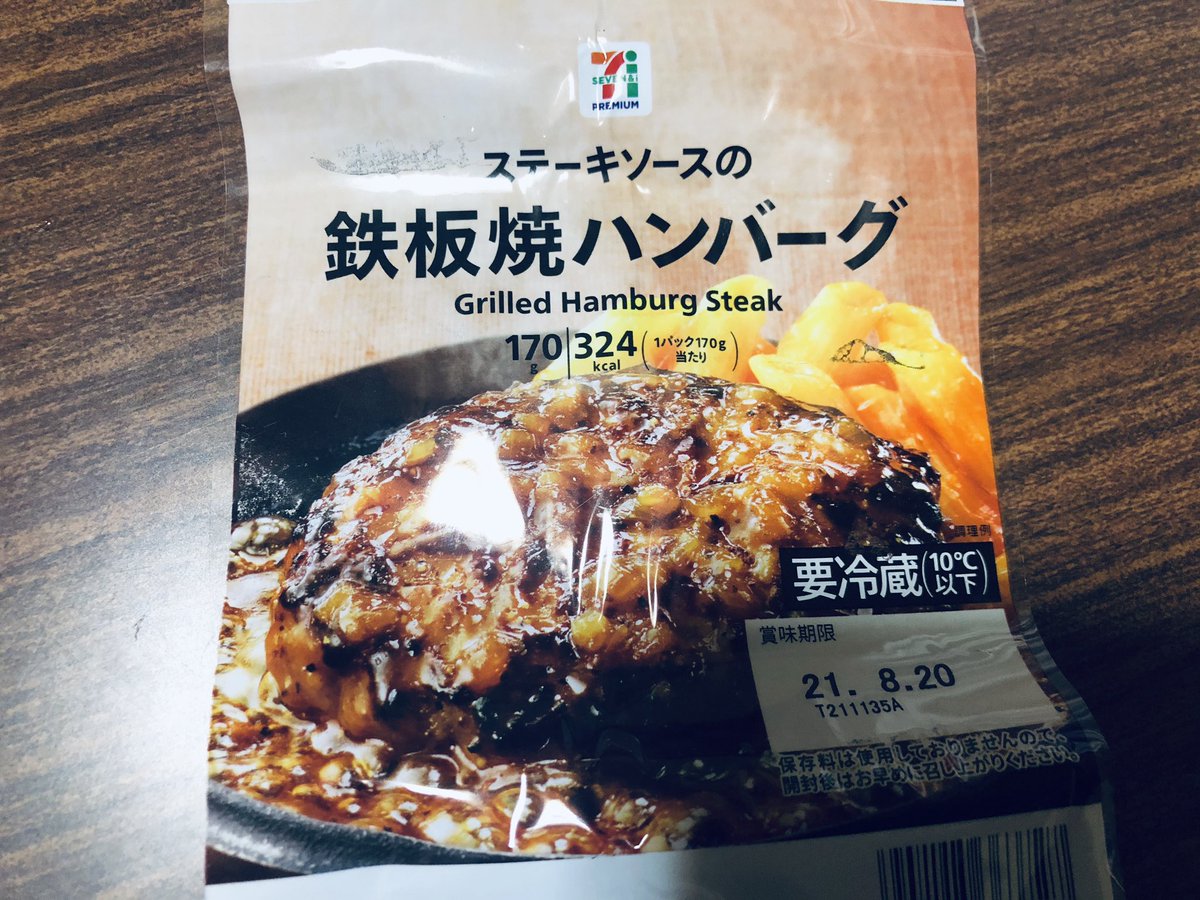 SEVEN&i
PREMIUM
ステーキソースの
鉄板焼ハンバーグ
Grilled Hamburg Steak
170g 324kcal (1パック170g当たり)
調理例
要冷蔵(10℃以下)
賞味期限
21. 8.20
T211135A
保存料は使用しておりませんので、
開封後はお早めに召し上がりください。